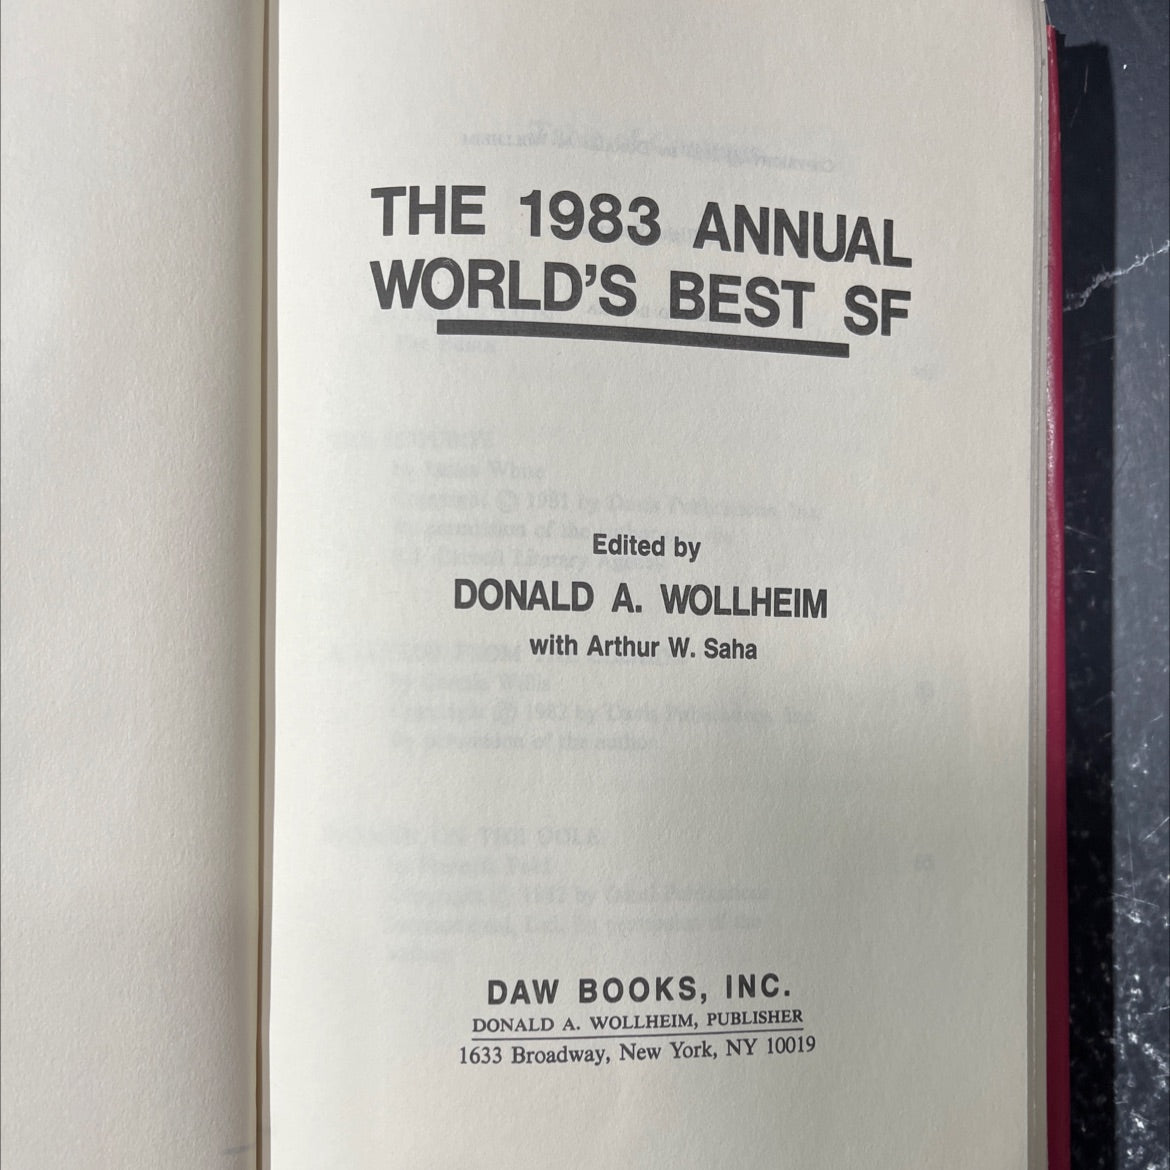 THE 1983 ANNUAL
WORLD'S BEST SF
Edited by
DONALD A. WOLLHEIM
with Arthur W. Saha
DAW BOOKS, INC.
DONALD A. WOLLHEIM, PUBLISHER
1633 Broadway, New York, NY 10019